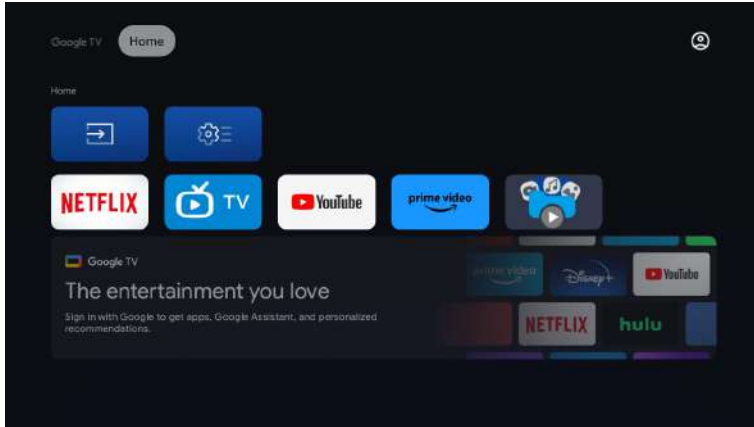 Google TV Home
Home
NETFLIX TV YouTube prime video
Google TV
The entertainment you love
Sign in with Google to get apps, Google Assistant, and personalized
recommendations.
prime video Disney+ YouTube
NETFLIX hulu